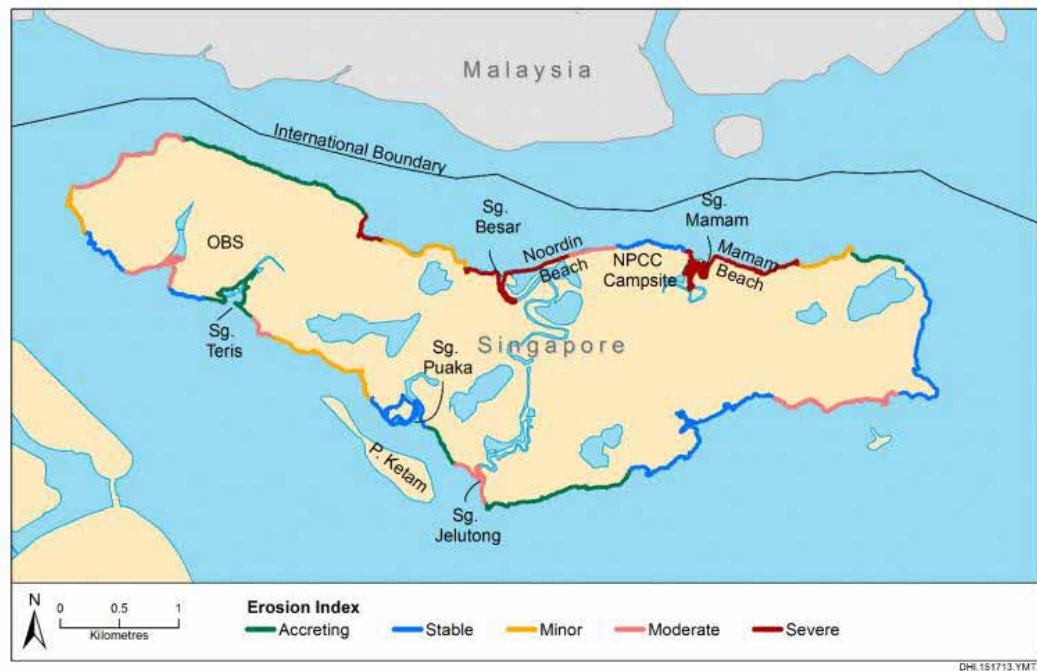 Malaysia
International Boundary
Sg.
Besar
Noordin
Beach
Sg.
Mamam
Mamam
Beach
OBS
NPCC
Campsite
Sg.
Teris
Singapore
Sg.
Puaka
P. Ketam
Sg.
Jelutong
N
0 0.5 1
Kilometres
Erosion Index
Accreting Stable Minor Moderate Severe
DHI.151713.YMT